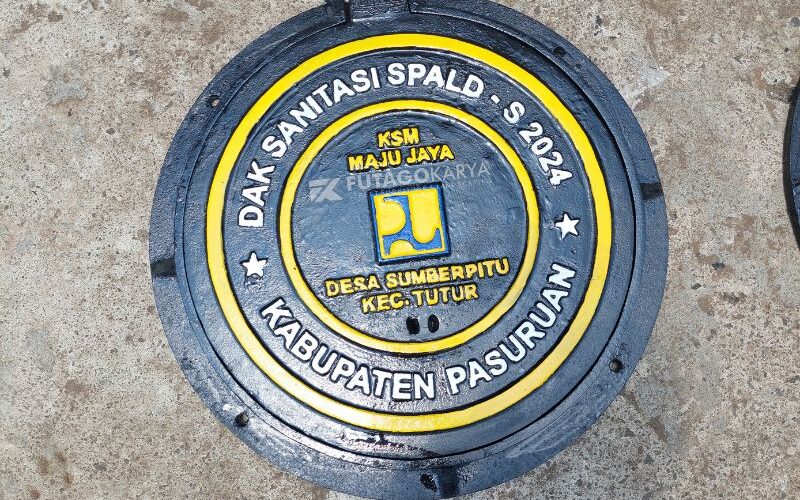 DAK SANITASI SPALD - S 2024
KSM
MAJU JAYA
FUTAGOKARYA
DESA SUMBERPITU
KEC. TUTUR
KABUPATEN PASURUAN